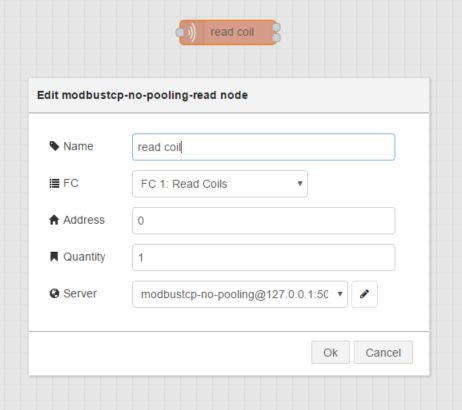 read coil
Edit modbustcp-no-pooling-read node
Name
read coil
FC
FC 1: Read Coils
Address
0
Quantity
1
Server
modbustcp-no-pooling@127.0.0.1:50
Ok
Cancel